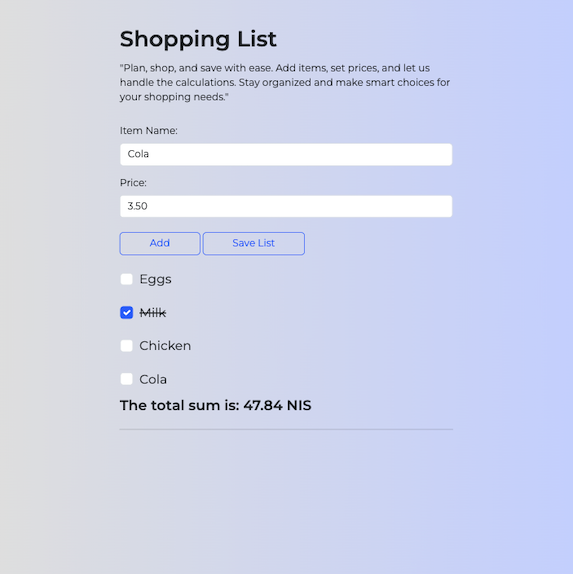 Shopping List
"Plan, shop, and save with ease. Add items, set prices, and let us
handle the calculations. Stay organized and make smart choices for
your shopping needs."
Item Name:
Cola
Price:
3.50
Add Save List
Eggs
Milk
Chicken
Cola
The total sum is: 47.84 NIS